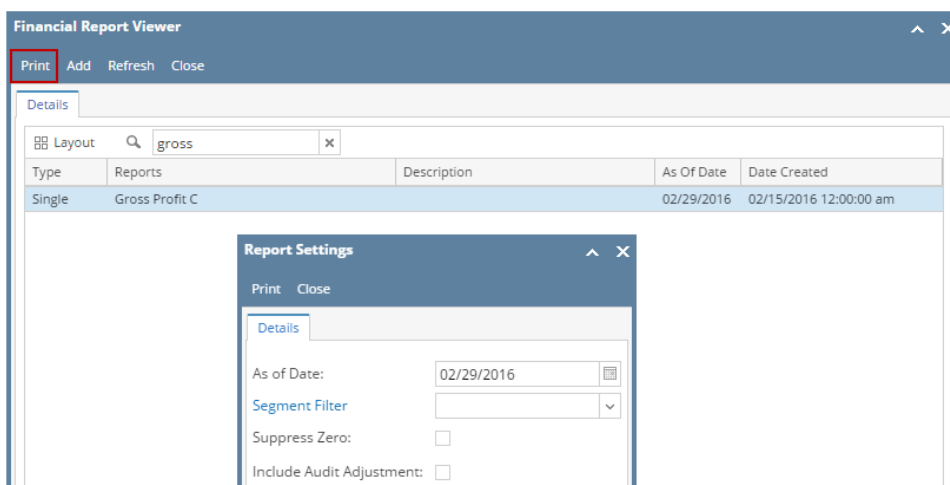 Financial Report Viewer
Print Add Refresh Close
Details
Layout gross
Type Reports Description As Of Date Date Created
Single Gross Profit C 02/29/2016 02/15/2016 12:00:00 am
Report Settings
Print Close
Details
As of Date: 02/29/2016
Segment Filter
Suppress Zero:
Include Audit Adjustment: